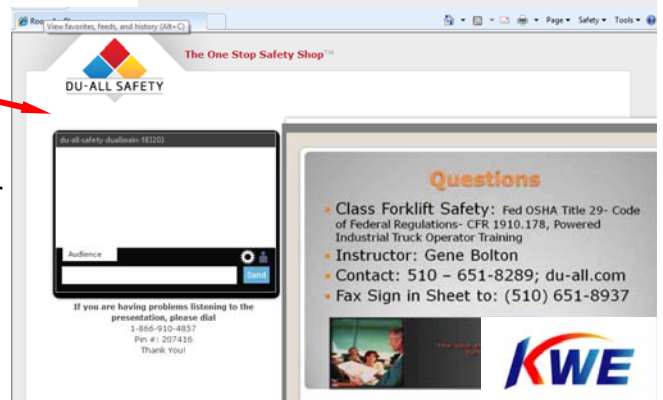 View favorites, feeds, and history (Alt+C)
Page Safety Tools
The One Stop Safety Shop™
DU-ALL SAFETY
du-all-safety-duallmain-183203
Audience
Send
If you are having problems listening to the
presentation, please dial
1-866-910-4857
Pin #: 207416
Thank You!
Questions
Class Forklift Safety: Fed OSHA Title 29- Code
of Federal Regulations- CFR 1910.178, Powered
Industrial Truck Operator Training
Instructor: Gene Bolton
Contact: 510 – 651-8289; du-all.com
Fax Sign in Sheet to: (510) 651-8937
KWE